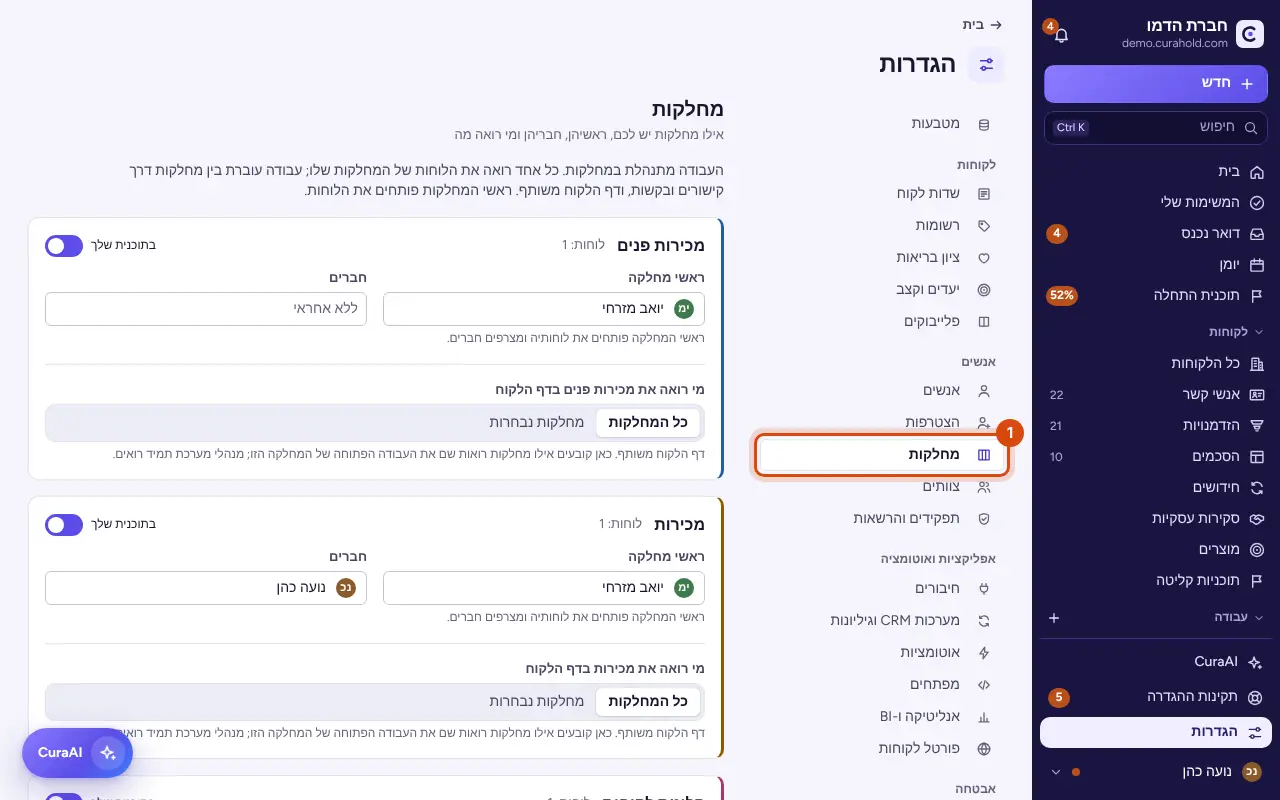 חברת הדמו
demo.curahold.com
4
חדש
חיפוש
Ctrl K
בית
המשימות שלי
דואר נכנס
4
יומן
תוכנית התחלה
52%
לקוחות
כל הלקוחות
אנשי קשר
22
הזדמנויות
21
הסכמים
10
חידושים
סקירות עסקיות
מוצרים
תוכניות קליטה
עבודה
CuraAI
תקינות ההגדרה
5
הגדרות
נכ
נועה כהן
בית
הגדרות
מטבעות
לקוחות
שדות לקוח
רשומות
ציון בריאות
יעדים וקצב
פלייבוקים
אנשים
אנשים
הצטרפות
1
מחלקות
צוותים
תפקידים והרשאות
אפליקציות ואוטומציה
חיבורים
מערכות CRM וגיליונות
אוטומציות
מפתחים
אנליטיקה ו-BI
פורטל לקוחות
אבטחה
מחלקות
אילו מחלקות יש לכם, ראשיהן, חבריהן ומי רואה מה
העבודה מתנהלת במחלקות. כל אחד רואה את הלוחות של המחלקות שלו; עבודה עוברת בין מחלקות דרך
קישורים ובקשות, ודף הלקוח משותף. ראשי המחלקות פותחים את הלוחות.
מכירות פנים
לוחות: 1
בתוכנית שלך
ראשי מחלקה
חברים
ימ
יואב מזרחי
ללא אחראי
ראשי המחלקה פותחים את לוחותיה ומצרפים חברים.
מי רואה את מכירות פנים בדף הלקוח
כל המחלקות
מחלקות נבחרות
דף הלקוח משותף. כאן קובעים אילו מחלקות רואות שם את העבודה הפתוחה של המחלקה הזו; מנהלי מערכת תמיד רואים.
מכירות
לוחות: 1
בתוכנית שלך
ראשי מחלקה
חברים
ימ
יואב מזרחי
נכ
נועה כהן
ראשי המחלקה פותחים את לוחותיה ומצרפים חברים.
מי רואה את מכירות בדף הלקוח
כל המחלקות
מחלקות נבחרות
דף הלקוח משותף. כאן קובעים אילו מחלקות רואות שם את העבודה הפתוחה של המחלקה הזו; מנהלי מערכת תמיד
CuraAI